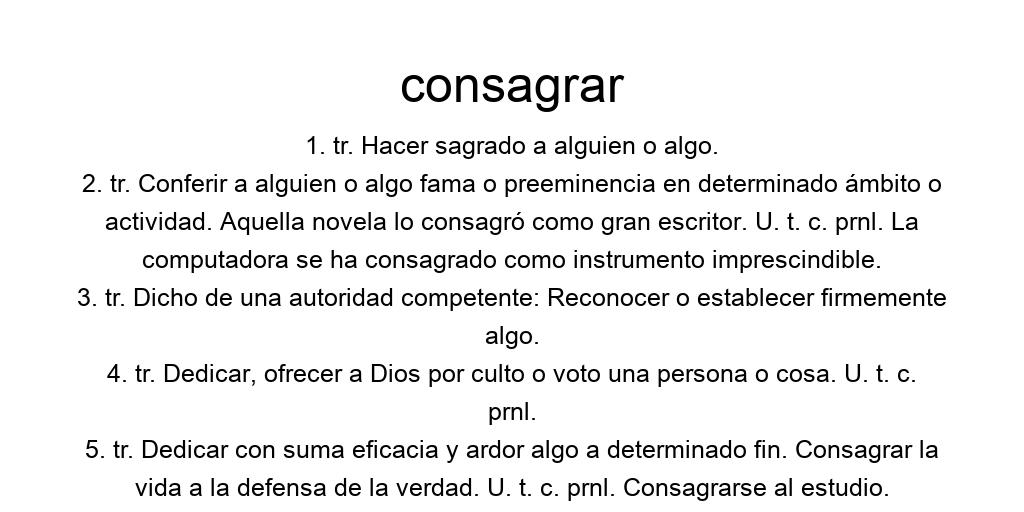 consagrar
1. tr. Hacer sagrado a alguien o algo.
2. tr. Conferir a alguien o algo fama o preeminencia en determinado ámbito o
actividad. Aquella novela lo consagró como gran escritor. U. t. c. prnl. La
computadora se ha consagrado como instrumento imprescindible.
3. tr. Dicho de una autoridad competente: Reconocer o establecer firmemente
algo.
4. tr. Dedicar, ofrecer a Dios por culto o voto una persona o cosa. U. t. c.
prnl.
5. tr. Dedicar con suma eficacia y ardor algo a determinado fin. Consagrar la
vida a la defensa de la verdad. U. t. c. prnl. Consagrarse al estudio.